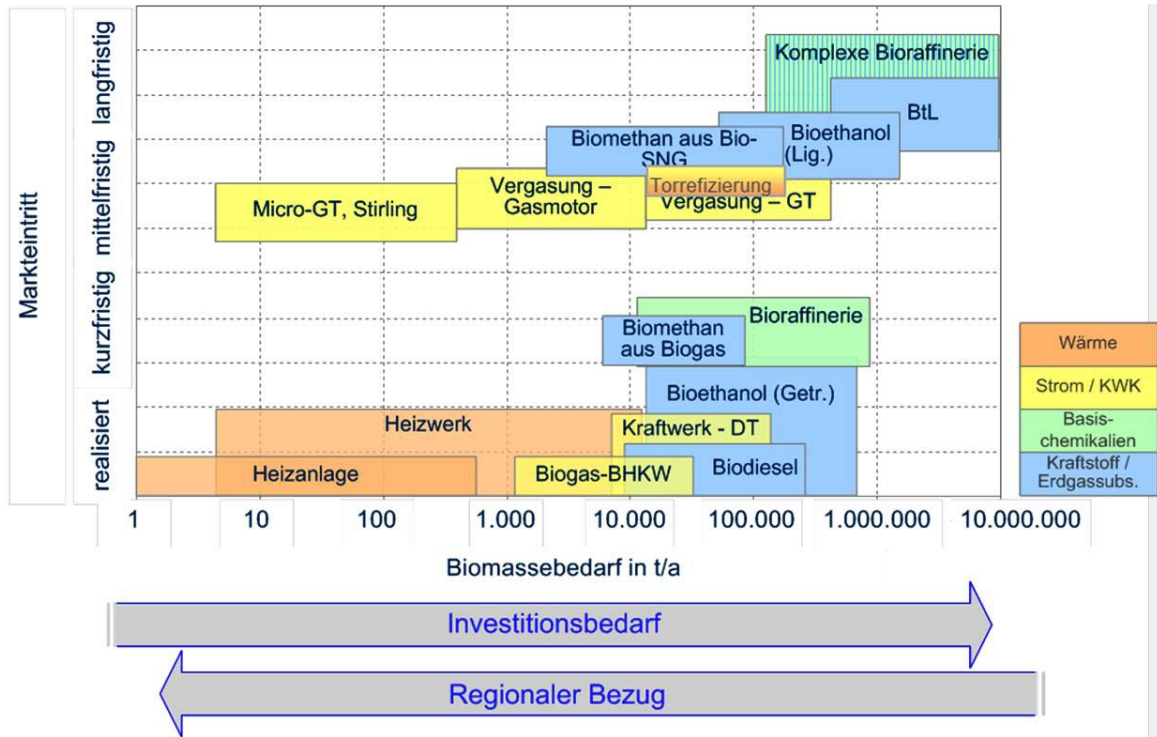 Markteintritt
langfristig
mittelfristig
kurzfristig
realisiert
Komplexe Bioraffinerie
BtL
Biomethan aus Bio-
SNG
Bioethanol
(Lig.)
Torrefizierung
Vergasung –
Gasmotor
Vergasung – GT
Micro-GT, Stirling
Bioraffinerie
Biomethan
aus Biogas
Bioethanol (Getr.)
Heizwerk
Kraftwerk - DT
Heizanlage
Biogas-BHKW
Biodiesel
Wärme
Strom / KWK
Basis-
chemikalien
Kraftstoff /
Erdgassubs.
1 10 100 1.000 10.000 100.000 1.000.000 10.000.000
Biomassebedarf in t/a
Investitionsbedarf
Regionaler Bezug